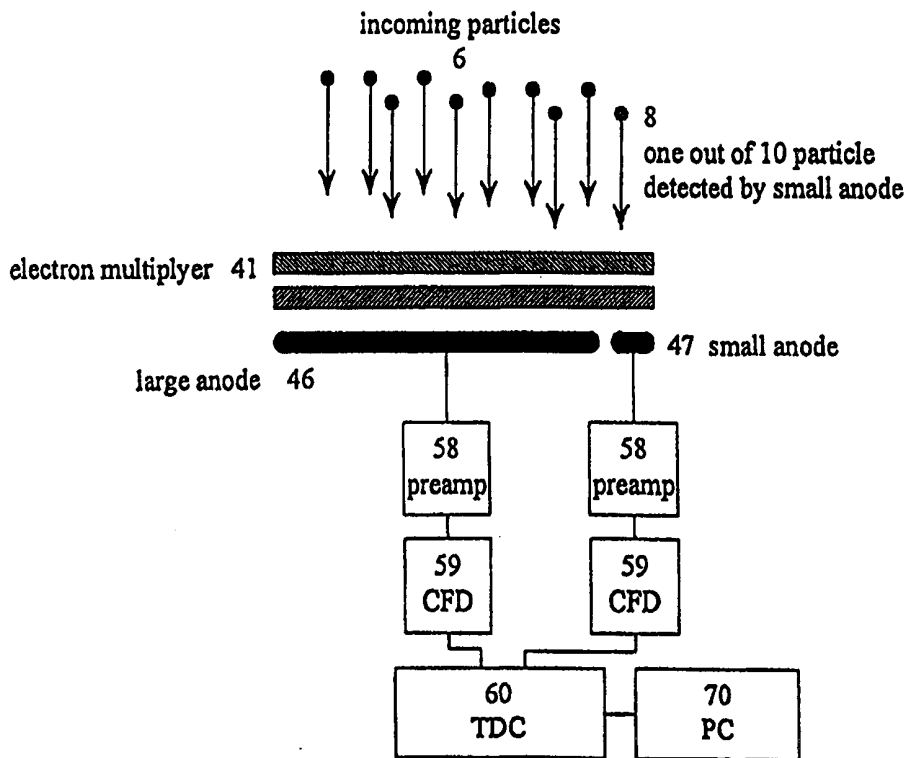 incoming particles
6
8
one out of 10 particle
detected by small anode
electron multiplyer 41
47 small anode
large anode 46
58
preamp
58
preamp
59
CFD
59
CFD
60
TDC
70
PC